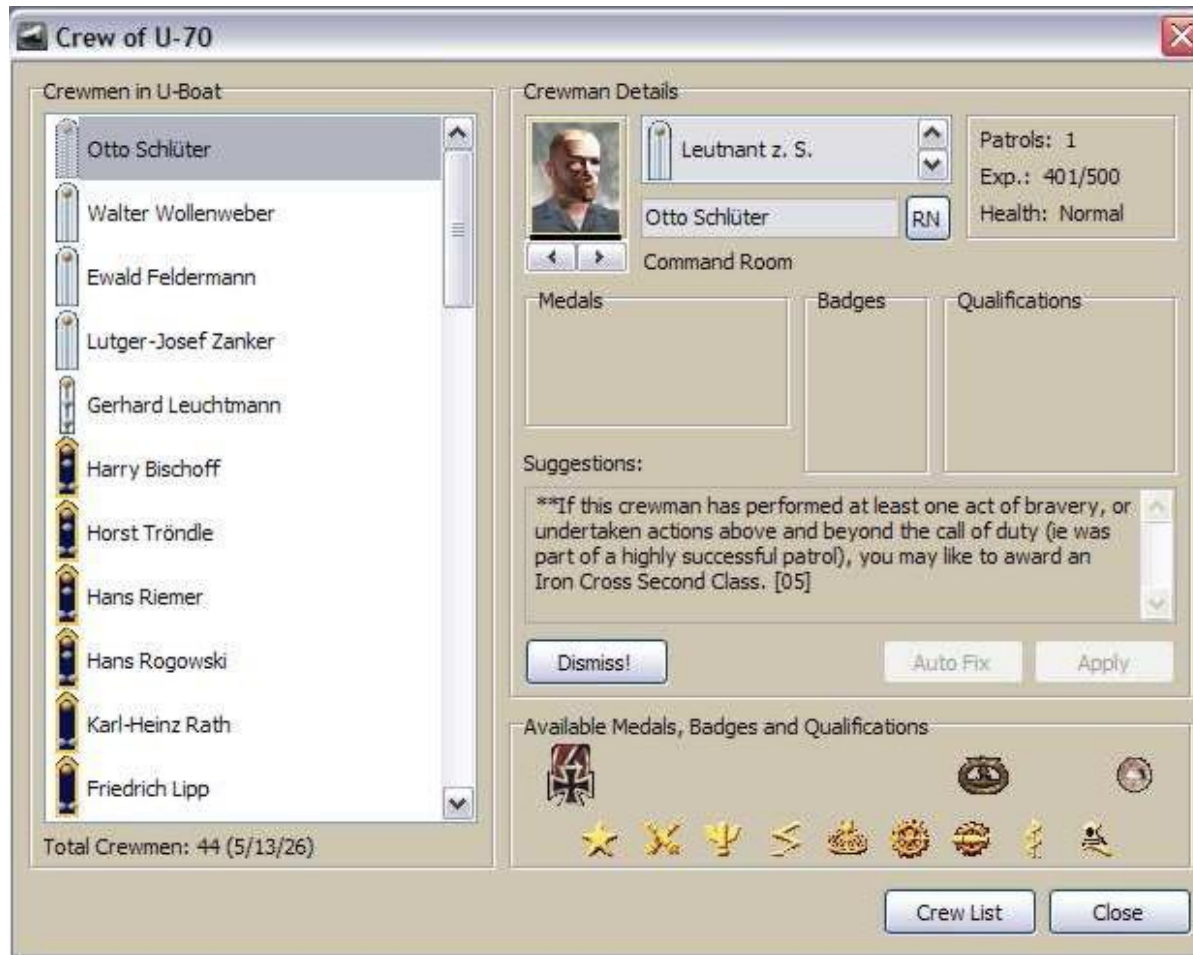 Crew of U-70
Crewmen in U-Boat
Otto Schlüter
Walter Wollenweber
Ewald Feldermann
Lutger-Josef Zanker
Gerhard Leuchtmann
Harry Bischoff
Horst Tröndle
Hans Riemer
Hans Rogowski
Karl-Heinz Rath
Friedrich Lipp
Total Crewmen: 44 (5/13/26)
Crewman Details
Leutnant z. S.
Otto Schlüter
RN
Command Room
Patrols: 1
Exp.: 401/500
Health: Normal
Medals
Badges
Qualifications
Suggestions:
**If this crewman has performed at least one act of bravery, or
undertaken actions above and beyond the call of duty (ie was
part of a highly successful patrol), you may like to award an
Iron Cross Second Class. [05]
Dismiss!
Auto Fix
Apply
Available Medals, Badges and Qualifications
Crew List
Close